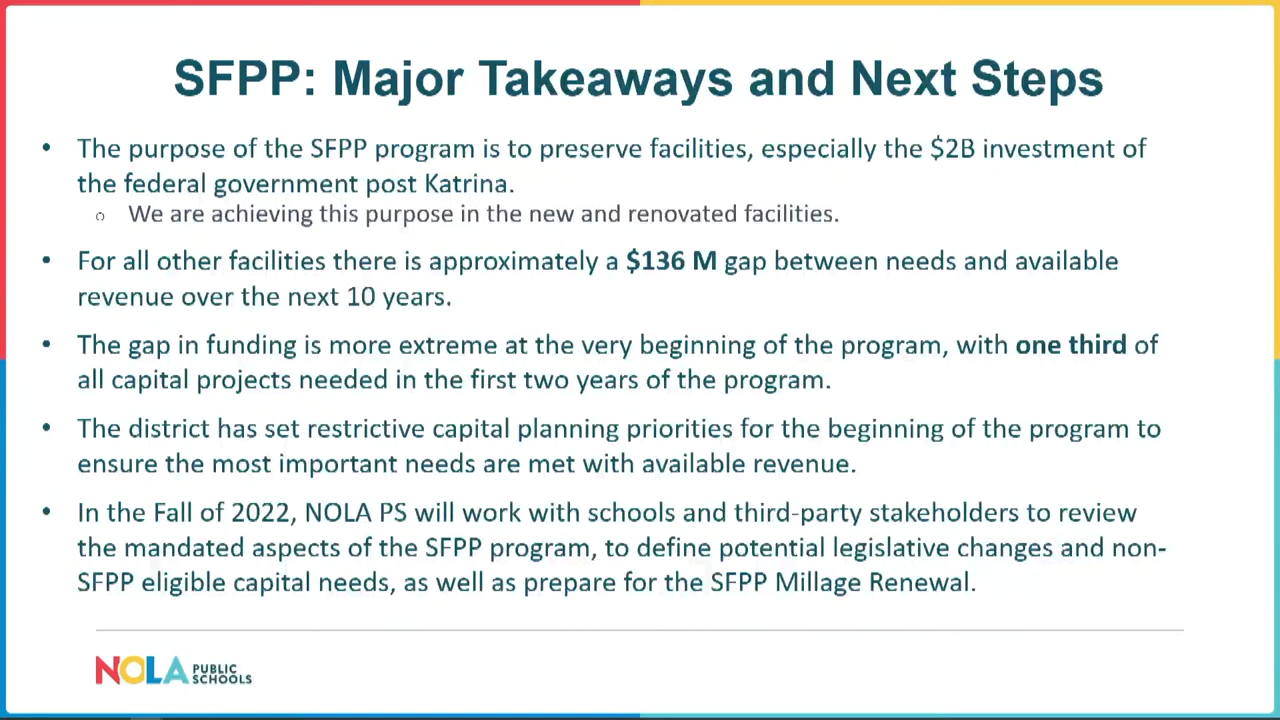 SFPP: Major Takeaways and Next Steps
• The purpose of the SFPP program is to preserve facilities, especially the $2B investment of
the federal government post Katrina.
○ We are achieving this purpose in the new and renovated facilities.
• For all other facilities there is approximately a $136 M gap between needs and available
revenue over the next 10 years.
• The gap in funding is more extreme at the very beginning of the program, with one third of
all capital projects needed in the first two years of the program.
• The district has set restrictive capital planning priorities for the beginning of the program to
ensure the most important needs are met with available revenue.
• In the Fall of 2022, NOLA PS will work with schools and third-party stakeholders to review
the mandated aspects of the SFPP program, to define potential legislative changes and non-
SFPP eligible capital needs, as well as prepare for the SFPP Millage Renewal.
NOLA PUBLIC
SCHOOLS